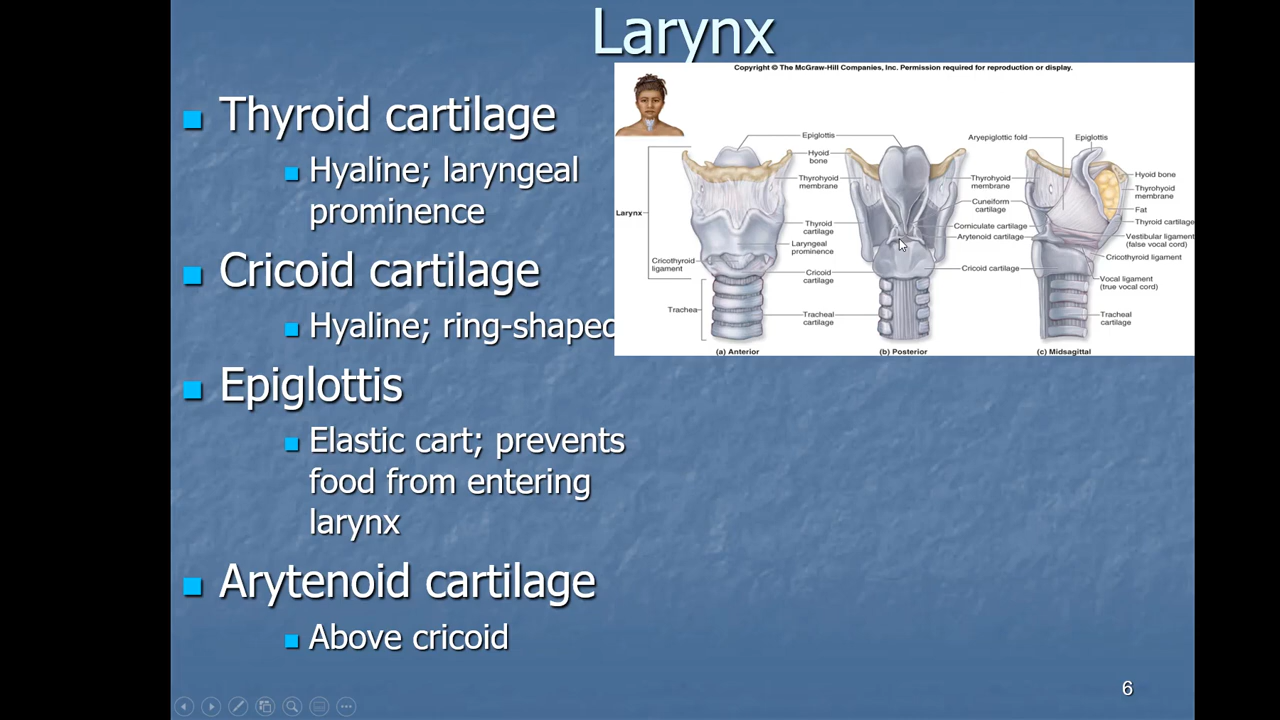 Larynx
Thyroid cartilage
Hyaline; laryngeal
prominence
Cricoid cartilage
Hyaline; ring-shaped
Epiglottis
Elastic cart; prevents
food from entering
larynx
Arytenoid cartilage
Above cricoid
Copyright © The McGraw-Hill Companies, Inc. Permission required for reproduction or display.
Larynx
Cricothyroid
ligament
Trachea
Epiglottis
Hyoid
bone
Thyrohyoid
membrane
Thyroid
cartilage
Laryngeal
prominence
Cricoid
cartilage
Tracheal
cartilage
(a) Anterior
Aryepiglottic fold
Thyrohyoid
membrane
Cuneiform
cartilage
Corniculate cartilage
Arytenoid cartilage
Cricoid cartilage
(b) Posterior
Epiglottis
Hyoid bone
Thyrohyoid
membrane
Fat
Thyroid cartilage
Vestibular ligament
(false vocal cord)
Cricothyroid ligament
Vocal ligament
(true vocal cord)
Tracheal
cartilage
(c) Midsagittal
6